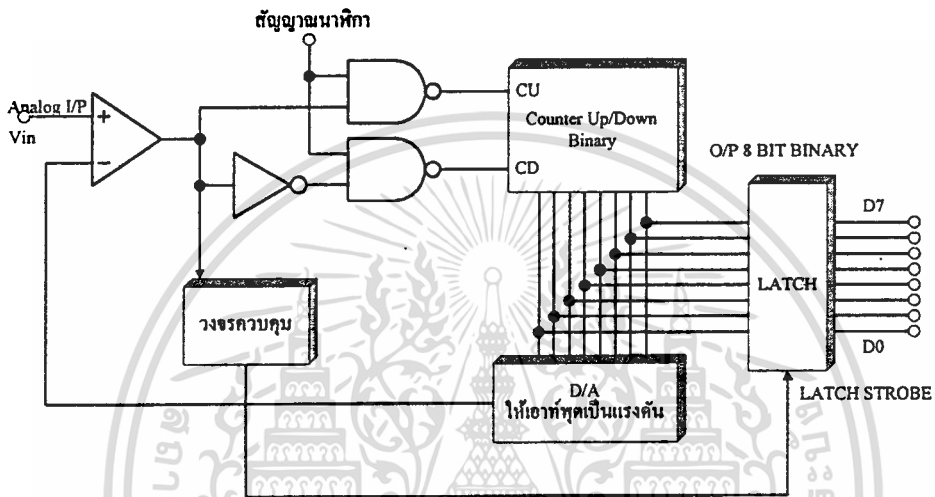 สัญญาณนาฬิกา
Analog I/P
Vin
+
−
CU
Counter Up/Down
Binary
CD
O/P 8 BIT BINARY
D7
LATCH
D0
วงจรควบคุม
D/A
ให้เอาท์พุตเป็นแรงดัน
LATCH STROBE